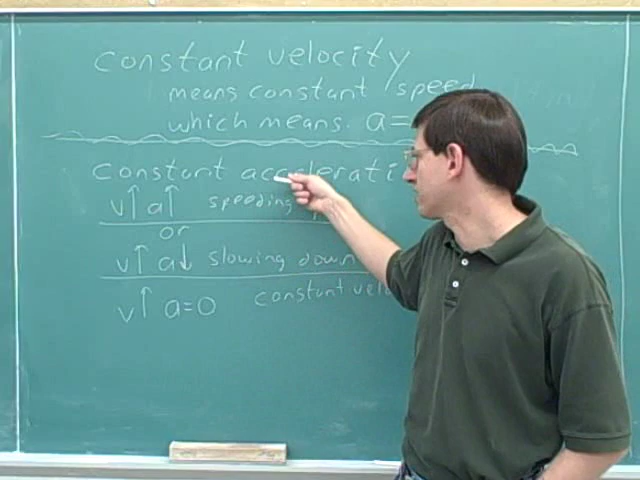 constant velocity
means constant speed
which means. a=
constant accelerati
v↑ a↑ speeding
or
v↑ a↓ slowing down
v↑ a=0 constant velo